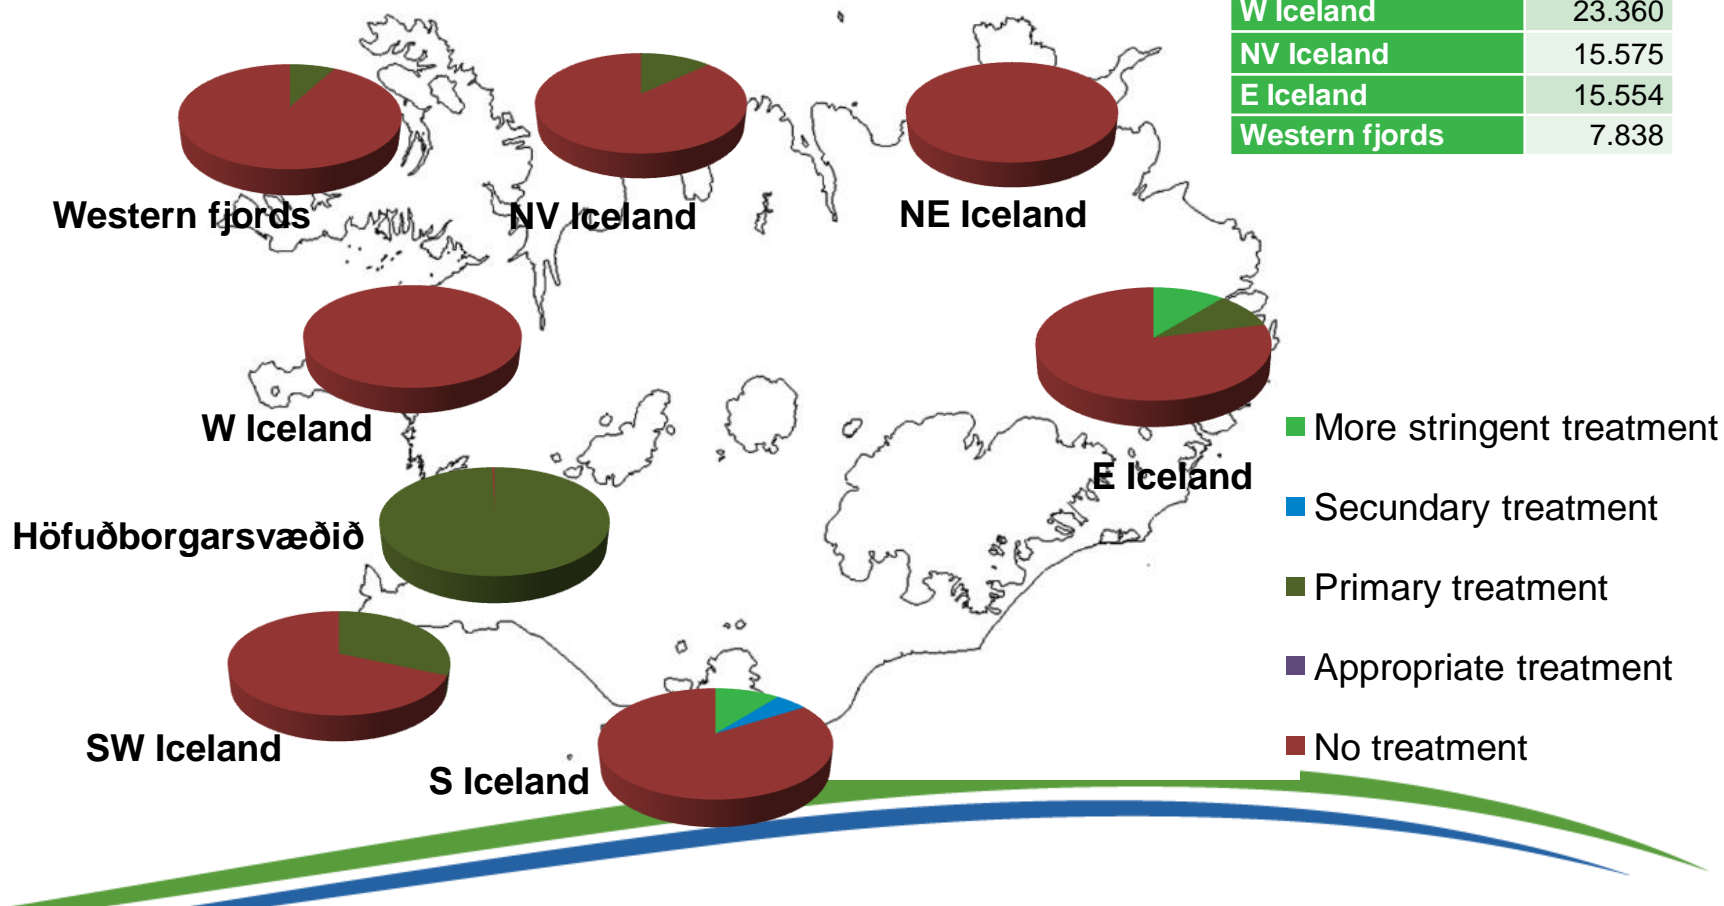 W Iceland 23.360
NV Iceland 15.575
E Iceland 15.554
Western fjords 7.838
Western fjords
NV Iceland
NE Iceland
W Iceland
E Iceland
Höfuðborgarsvæðið
SW Iceland
S Iceland
More stringent treatment
Secundary treatment
Primary treatment
Appropriate treatment
No treatment